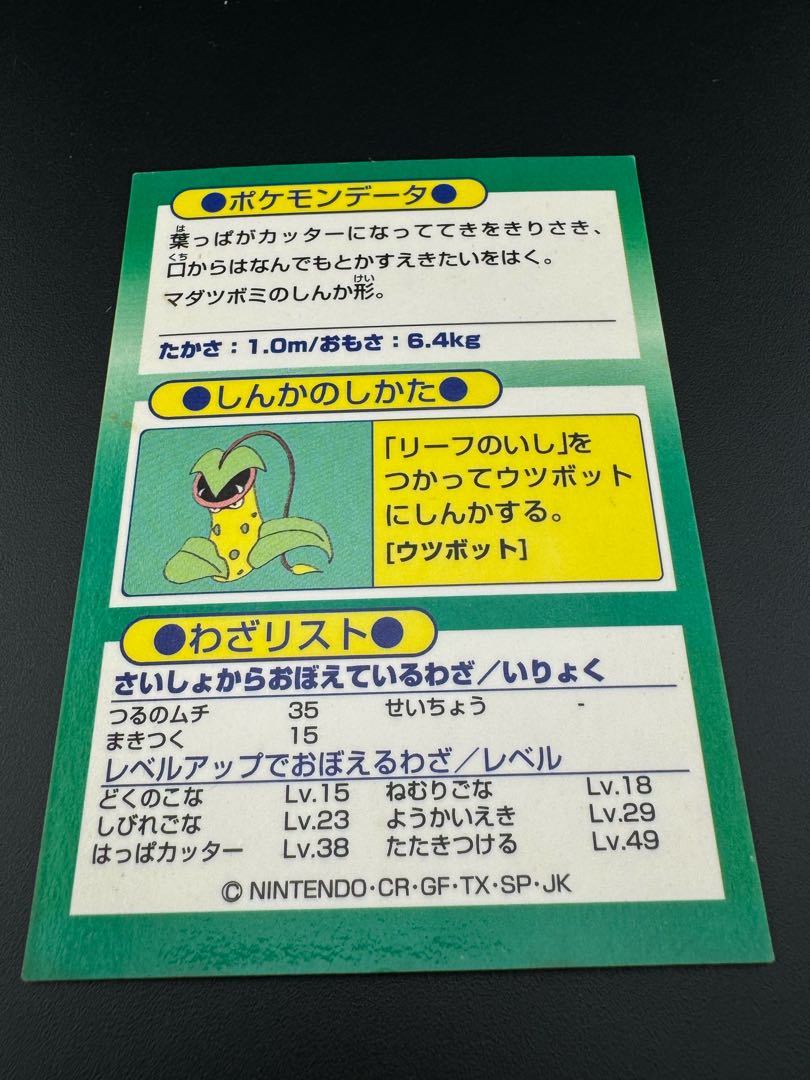 ●ポケモンデータ●
葉っぱがカッターになっててきをきりさき、
口からはなんでもとかすえきたいをはく。
マダツボミのしんか形。
たかさ：1.0m/おもさ：6.4kg
●しんかのしかた●
「リーフのいし」を
つかってウツボット
にしんかする。
[ウツボット]
●わざリスト●
さいしょからおぼえているわざ／いりょく
つるのムチ 35 せいちょう -
まきつく 15
レベルアップでおぼえるわざ／レベル
どくのこな Lv.15 ねむりごな Lv.18
しびれごな Lv.23 ようかいえき Lv.29
はっぱカッター Lv.38 たたきつける Lv.49
© NINTENDO・CR・GF・TX・SP・JK